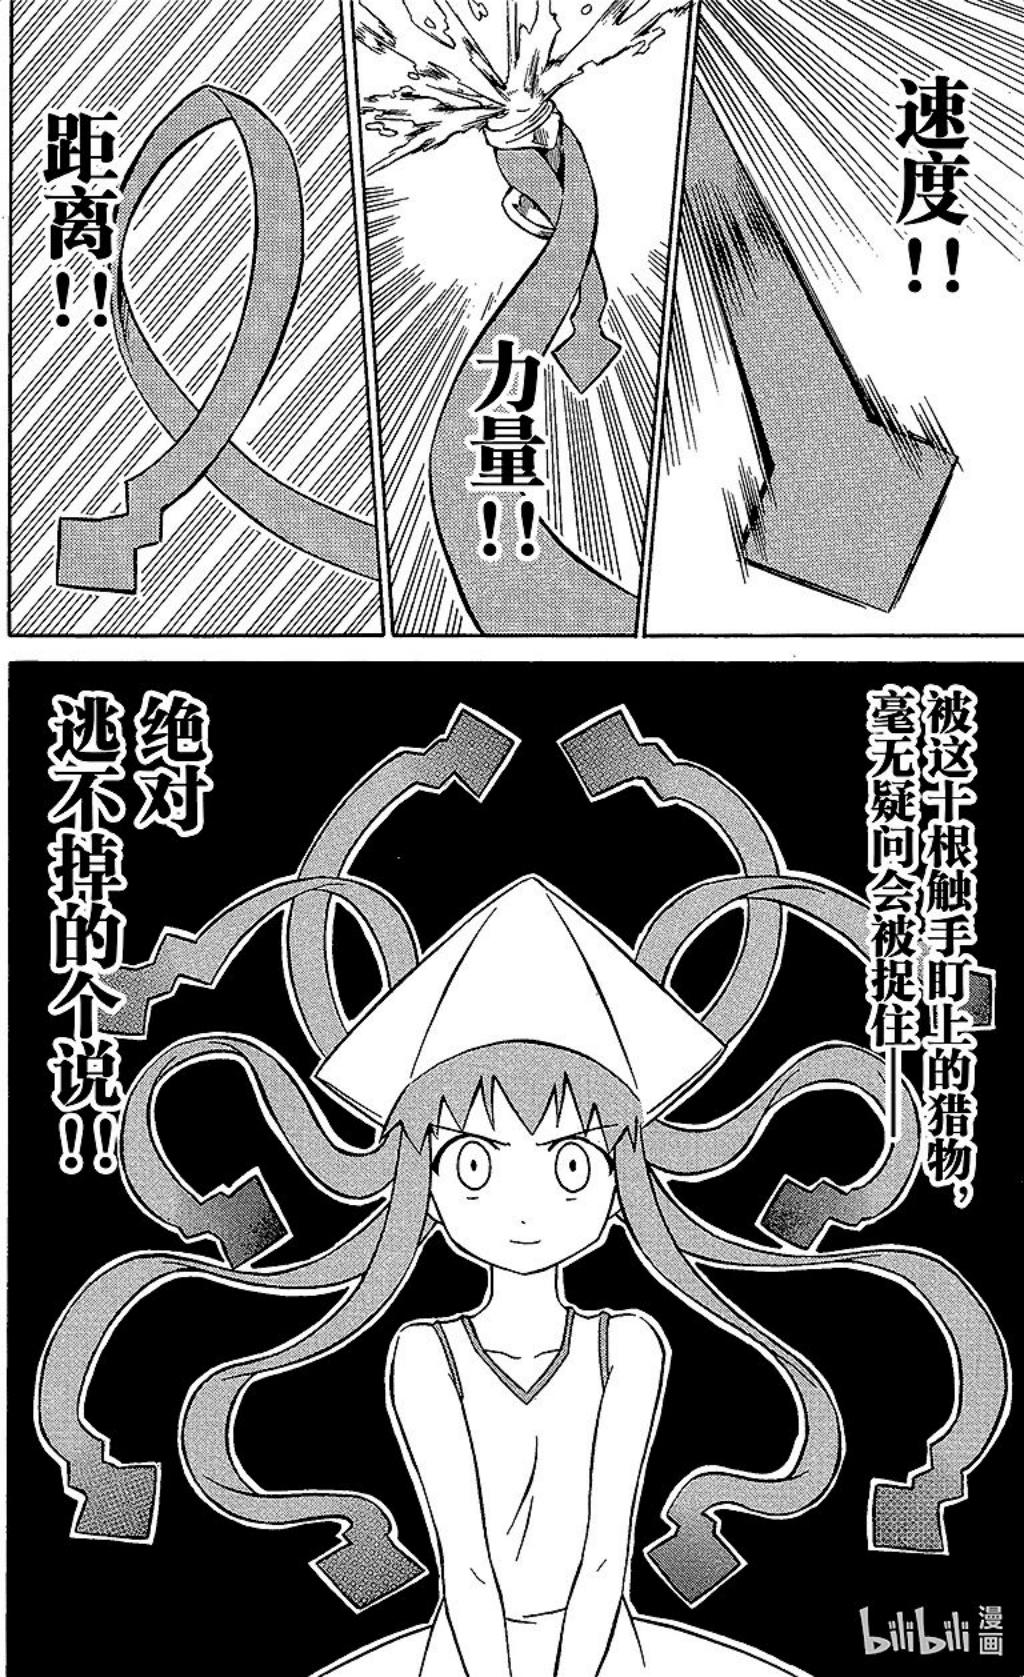 速度!!
力量!!
距离!!
被这十根触手盯上的猎物，
毫无疑问会被捉住——
绝对
逃不掉的个说!!
bilibili 漫画